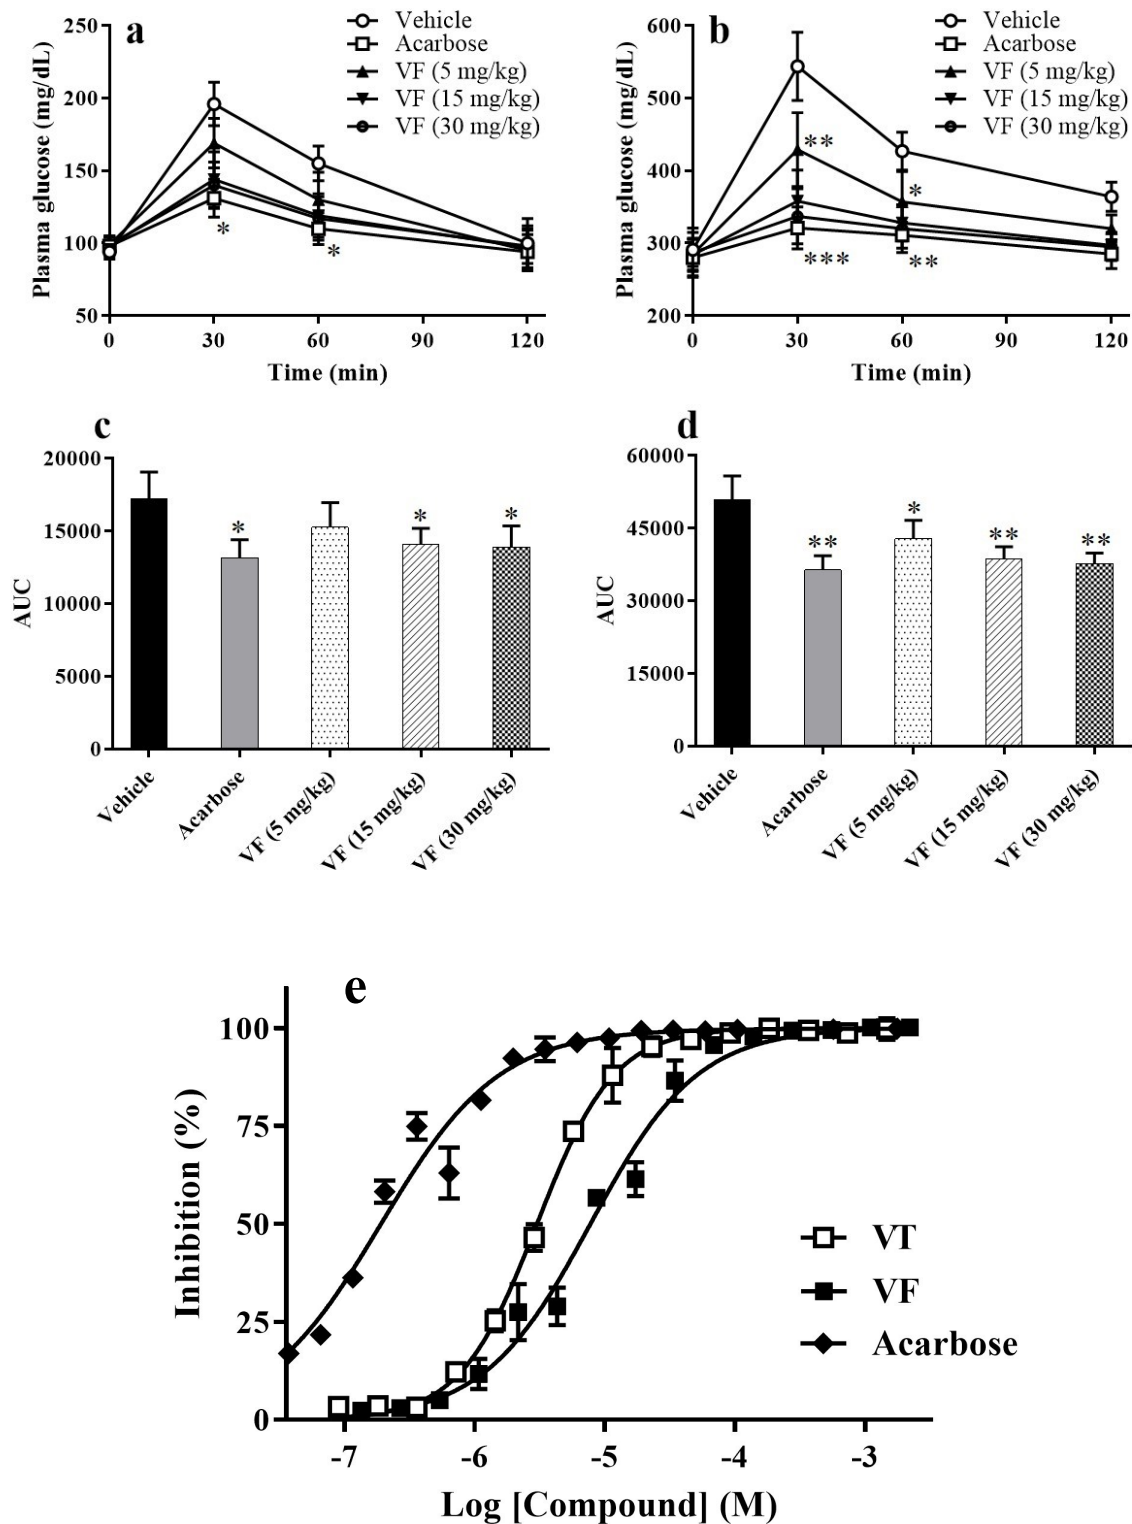 a
Vehicle
Acarbose
VF (5 mg/kg)
VF (15 mg/kg)
VF (30 mg/kg)
Plasma glucose (mg/dL)
250
200
150
100
50
*
*
0 30 60 90 120
Time (min)
b
Vehicle
Acarbose
VF (5 mg/kg)
VF (15 mg/kg)
VF (30 mg/kg)
Plasma glucose (mg/dL)
600
500
400
300
200
**
*
***
**
0 30 60 90 120
Time (min)
c
AUC
20000
15000
10000
5000
0
* * *
Vehicle
Acarbose
VF (5 mg/kg)
VF (15 mg/kg)
VF (30 mg/kg)
d
AUC
60000
45000
30000
15000
0
** * ** **
Vehicle
Acarbose
VF (5 mg/kg)
VF (15 mg/kg)
VF (30 mg/kg)
e
Inhibition (%)
100
75
50
25
0
VT
VF
Acarbose
-7 -6 -5 -4 -3
Log [Compound] (M)